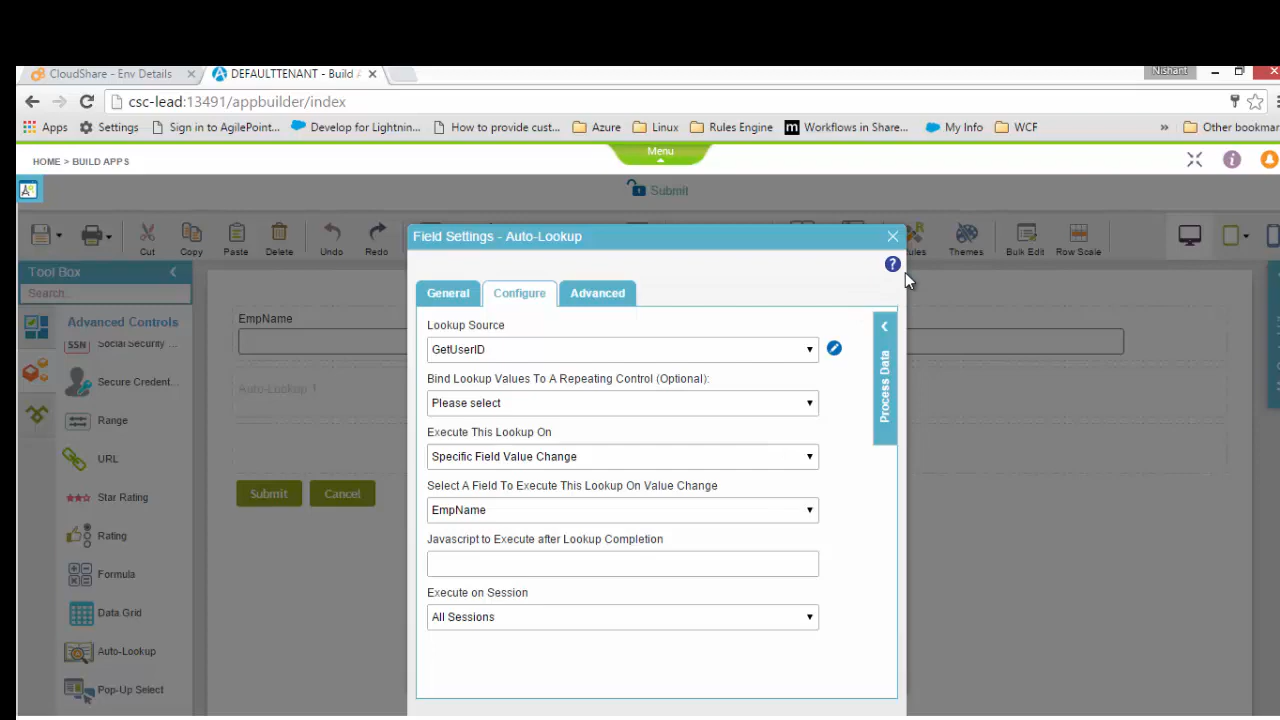 CloudShare - Env Details
DEFAULTTENANT - Build A
Nishant
csc-lead:13491/appbuilder/index
Apps
Settings
Sign in to AgilePoint...
Develop for Lightnin...
How to provide cust...
Azure
Linux
Rules Engine
Workflows in Share...
My Info
WCF
Other bookmar
HOME > BUILD APPS
Menu
Submit
Cut
Copy
Paste
Delete
Undo
Redo
Themes
Bulk Edit
Row Scale
Field Settings - Auto-Lookup
Tool Box
Search...
Advanced Controls
Social Security ...
SSN
Secure Credent...
Range
URL
Star Rating
Rating
Formula
Data Grid
Auto-Lookup
Pop-Up Select
EmpName
Auto-Lookup 1
Submit
Cancel
General
Configure
Advanced
Lookup Source
GetUserID
Bind Lookup Values To A Repeating Control (Optional):
Please select
Execute This Lookup On
Specific Field Value Change
Select A Field To Execute This Lookup On Value Change
EmpName
Javascript to Execute after Lookup Completion
Execute on Session
All Sessions
Process Data